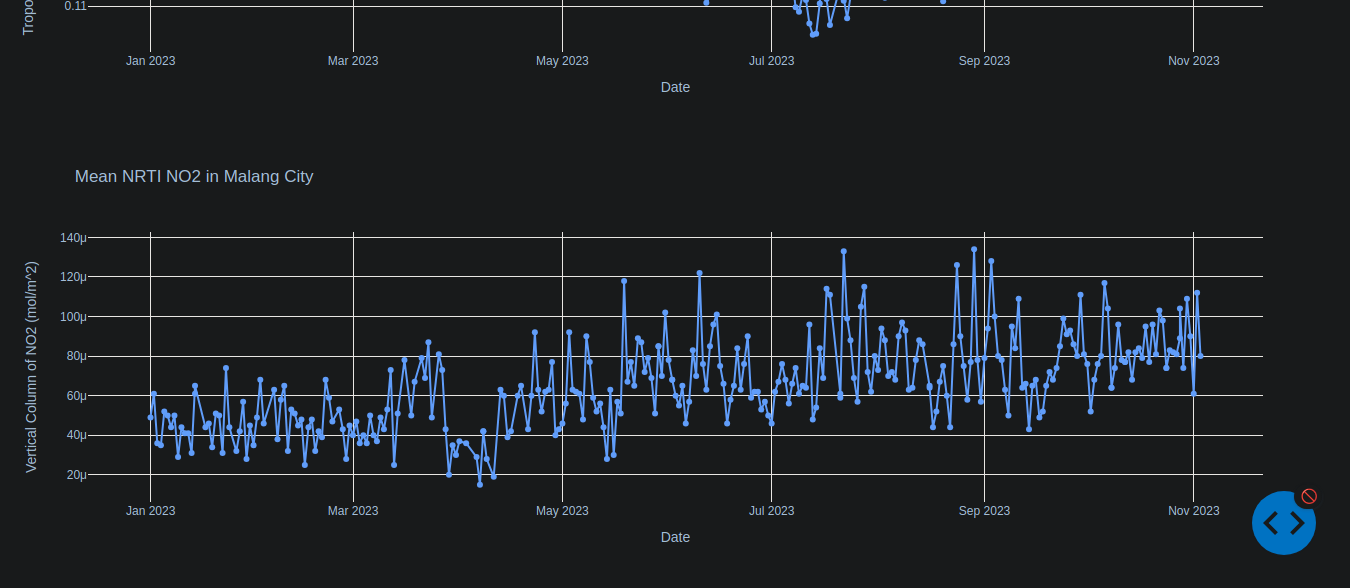 0.11
Tropo
Jan 2023 Mar 2023 May 2023 Jul 2023 Sep 2023 Nov 2023
Date
Mean NRTI NO2 in Malang City
Vertical Column of NO2 (mol/m^2)
140μ
120μ
100μ
80μ
60μ
40μ
20μ
Jan 2023 Mar 2023 May 2023 Jul 2023 Sep 2023 Nov 2023
Date